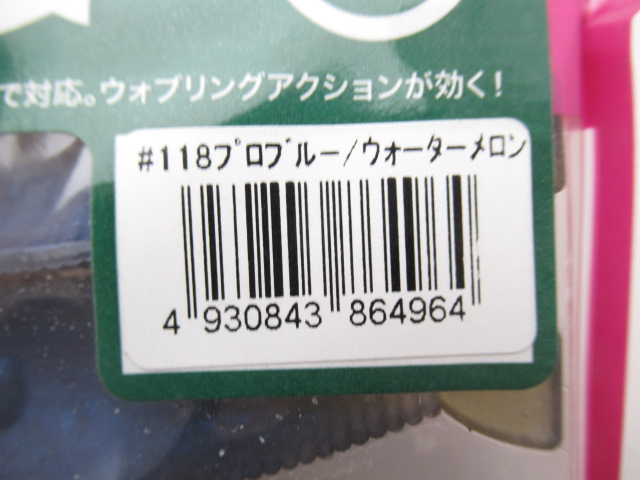 で対応。ウォブリングアクションが効く!
#118プロブルー/ウォーターメロン
4 930843 864964